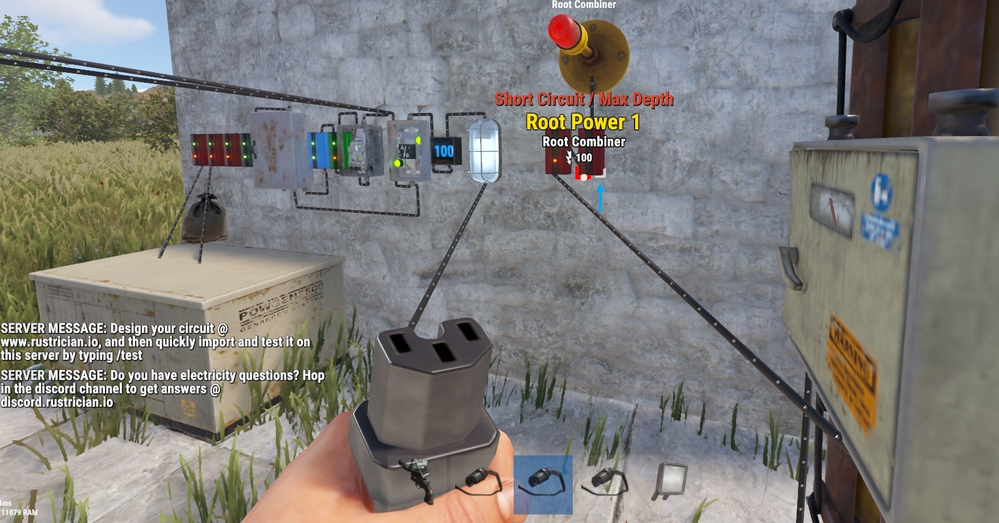 Root Combiner
Short Circuit / Max Depth
Root Power 1
Root Combiner
100
100
POWGEN2500
SERVER MESSAGE: Design your circuit @
www.rustrician.io, and then quickly import and test it on
this server by typing /test
SERVER MESSAGE: Do you have electricity questions? Hop
in the discord channel to get answers @
discord.rustrician.io
WARNING
11079 RAM